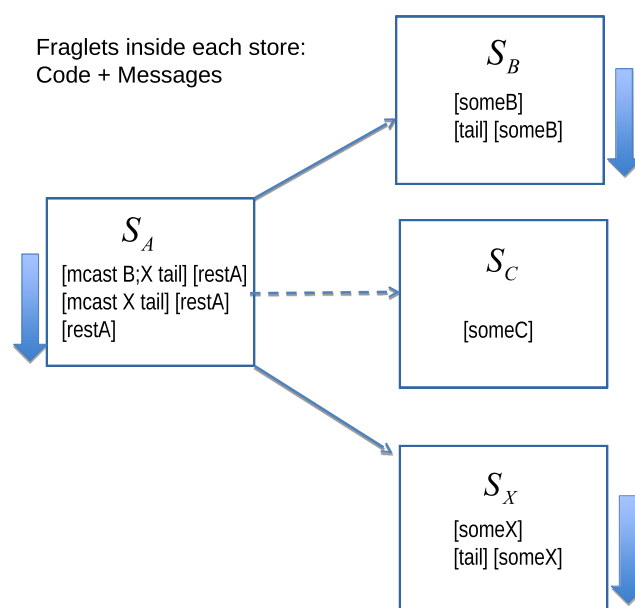 Fraglets inside each store:
Code + Messages
S_B
[someB]
[tail] [someB]
S_A
[mcast B;X tail] [restA]
[mcast X tail] [restA]
[restA]
S_C
[someC]
S_X
[someX]
[tail] [someX]